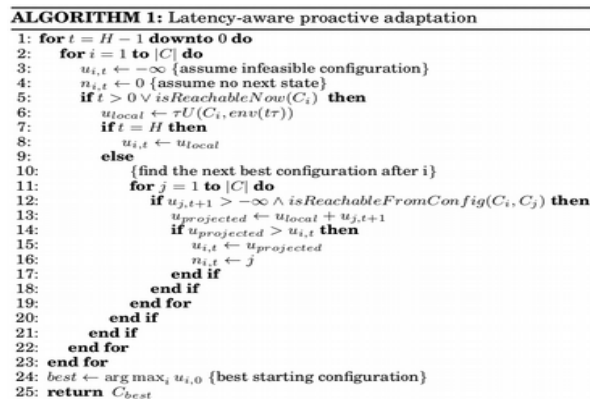 ALGORITHM 1: Latency-aware proactive adaptation
1: for t = H − 1 downto 0 do
2: for i = 1 to |C| do
3: u_{i,t} ← −∞ {assume infeasible configuration}
4: n_{i,t} ← 0 {assume no next state}
5: if t > 0 ∨ isReachableNow(C_i) then
6: u_{local} ← τU(C_i, env(tτ))
7: if t = H then
8: u_{i,t} ← u_{local}
9: else
10: {find the next best configuration after i}
11: for j = 1 to |C| do
12: if u_{j,t+1} > −∞ ∧ isReachableFromConfig(C_i, C_j) then
13: u_{projected} ← u_{local} + u_{j,t+1}
14: if u_{projected} > u_{i,t} then
15: u_{i,t} ← u_{projected}
16: n_{i,t} ← j
17: end if
18: end if
19: end for
20: end if
21: end if
22: end for
23: end for
24: best ← arg max_i u_{i,0} {best starting configuration}
25: return C_{best}